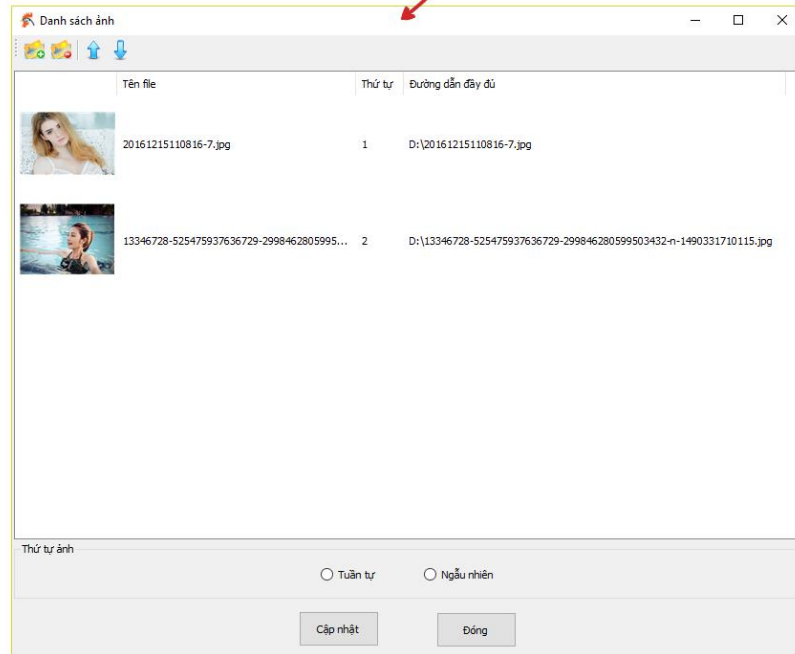 Danh sách ảnh
Tên file Thứ tự Đường dẫn đầy đủ
20161215110816-7.jpg 1 D:\20161215110816-7.jpg
13346728-525475937636729-2998462805995... 2 D:\13346728-525475937636729-299846280599503432-n-1490331710115.jpg
Thứ tự ảnh
Tuần tự Ngẫu nhiên
Cập nhật Đóng